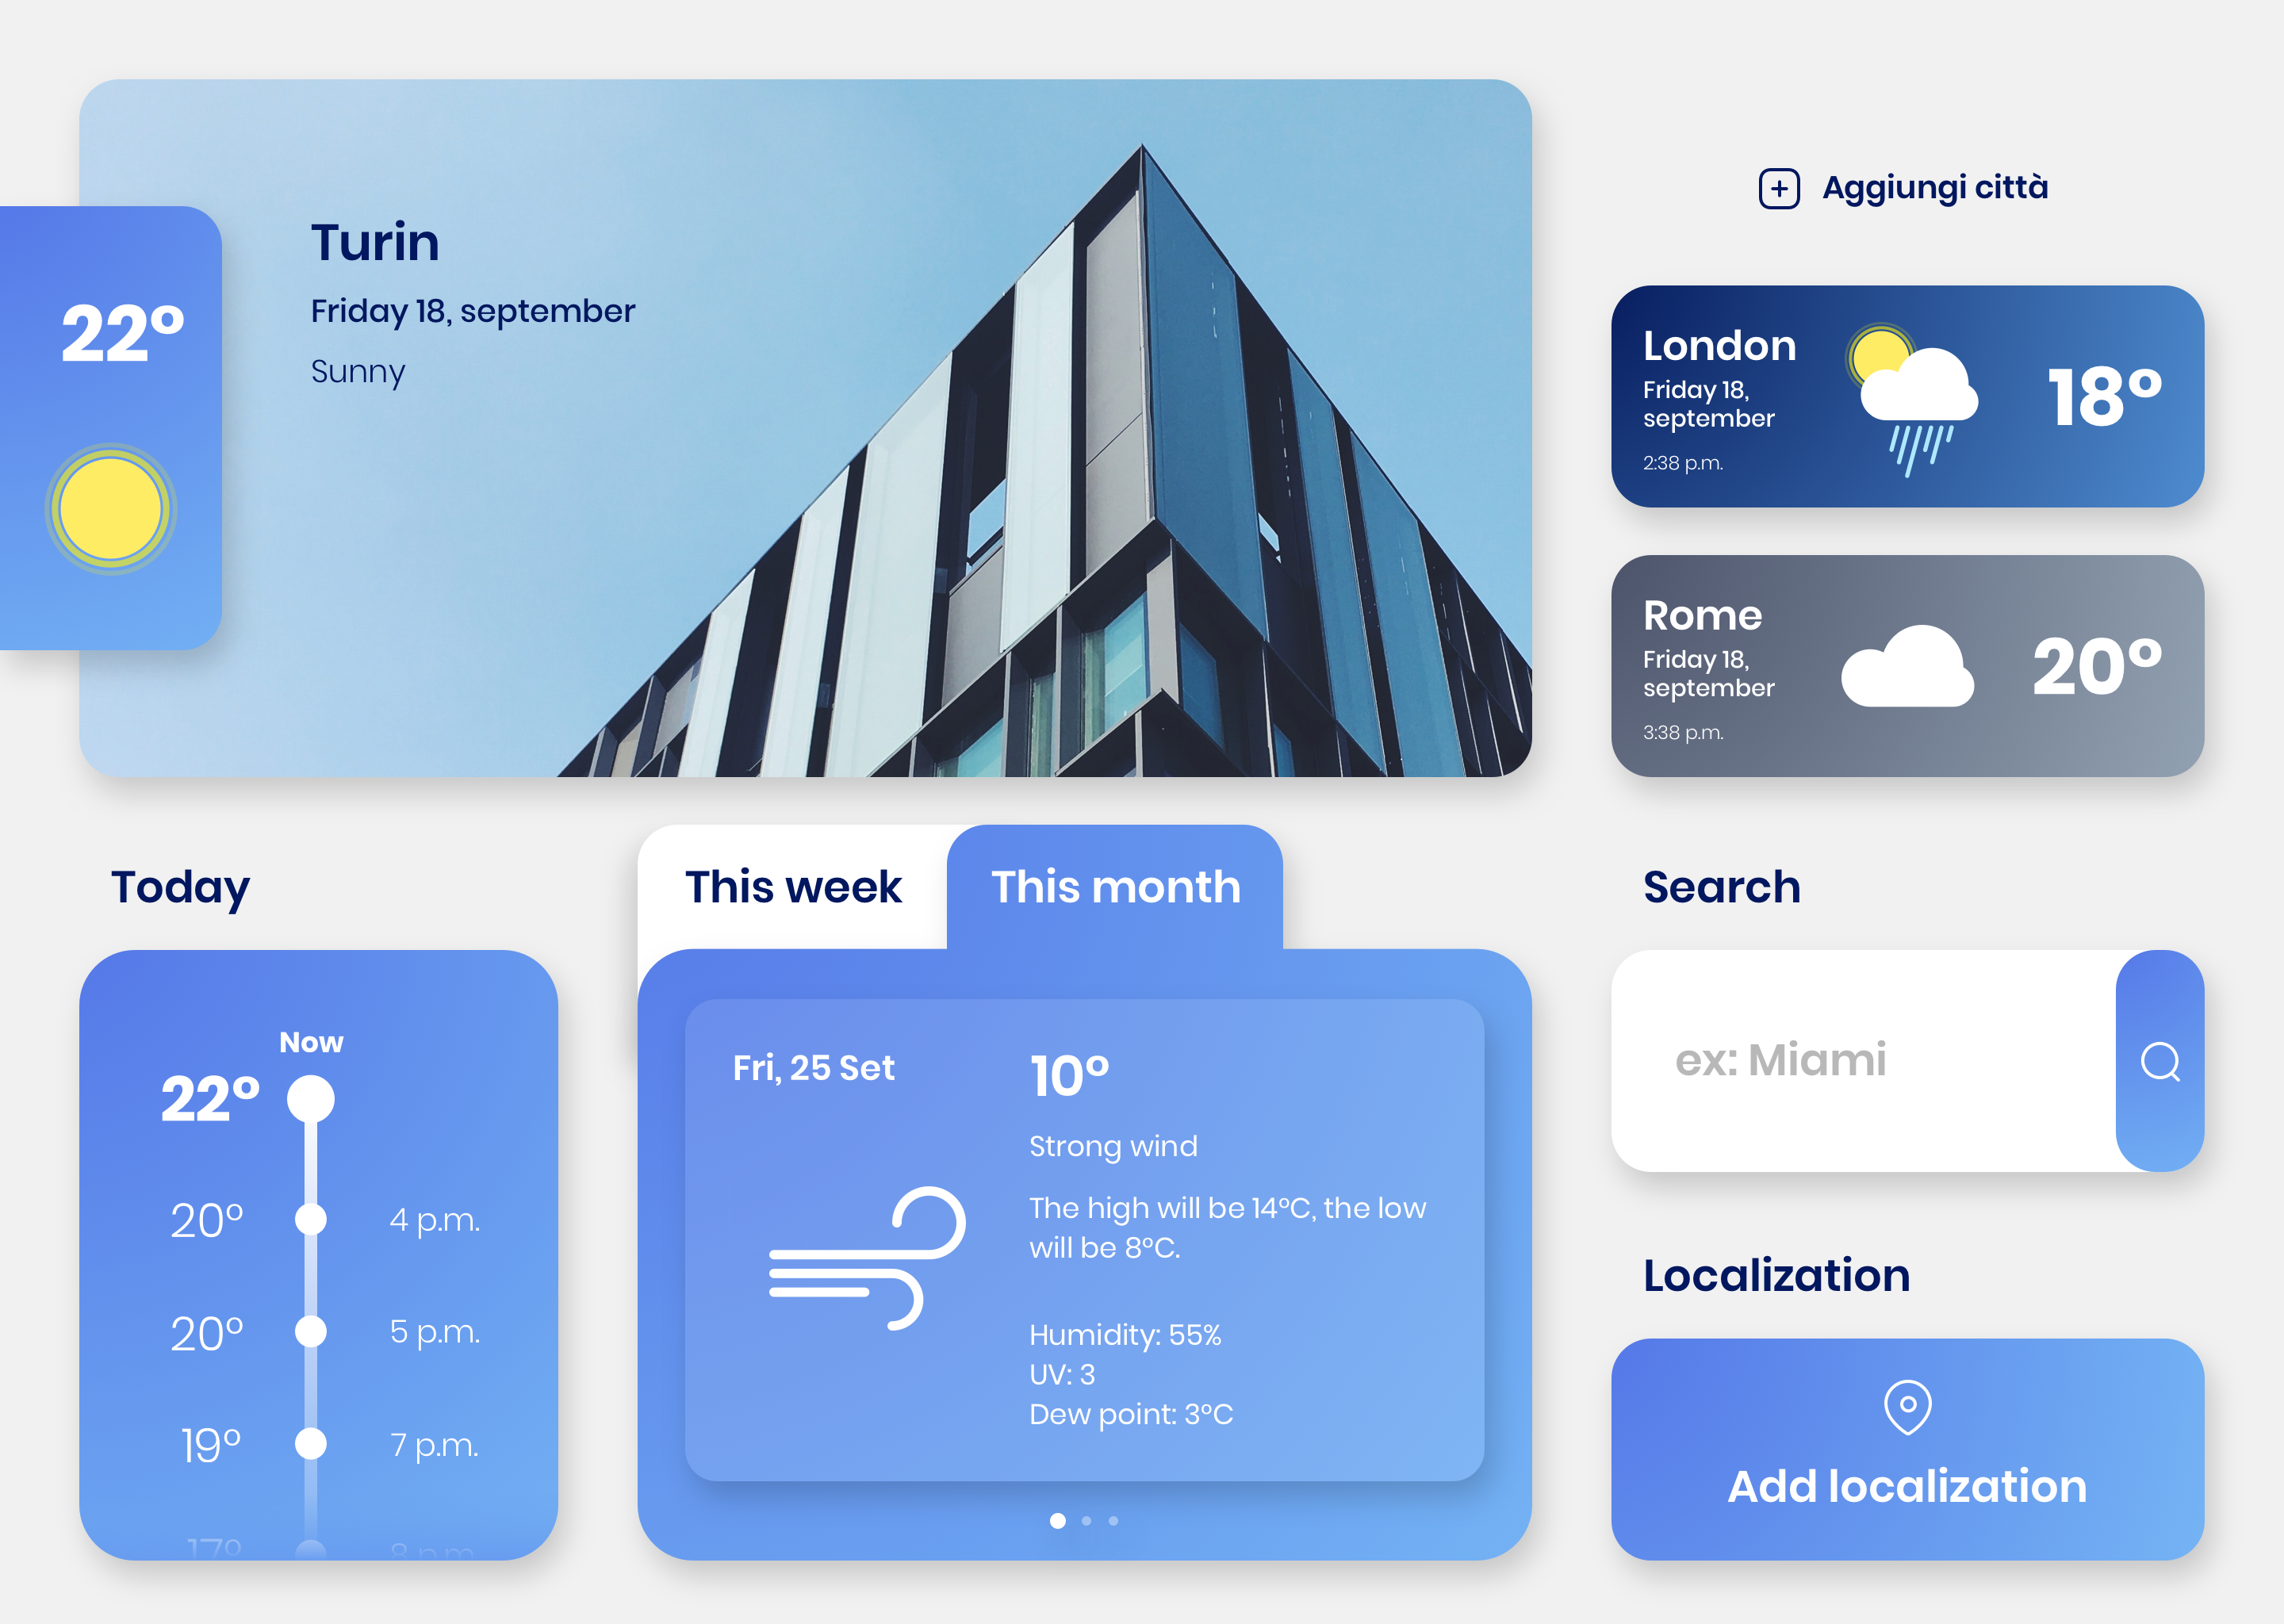 22°
Turin
Friday 18, september
Sunny
Aggiungi città
London
Friday 18,
september
2:38 p.m.
18°
Rome
Friday 18,
september
3:38 p.m.
20°
Today
Now
22°
20°
4 p.m.
20°
5 p.m.
19°
7 p.m.
17°
8 p.m.
This week
This month
Fri, 25 Set
10°
Strong wind
The high will be 14°C, the low
will be 8°C.
Humidity: 55%
UV: 3
Dew point: 3°C
Search
ex: Miami
Localization
Add localization